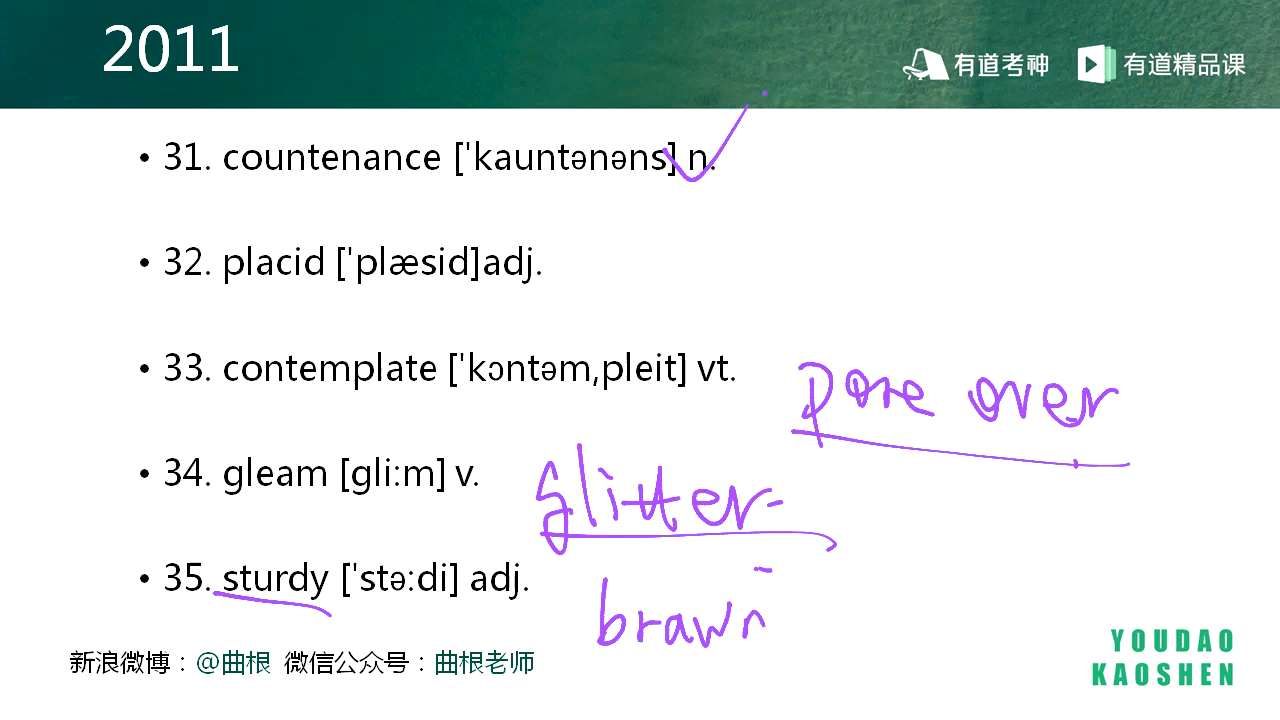 2011
有道考神 有道精品课
• 31. countenance ['kauntənəns] n.
• 32. placid ['plæsid]adj.
• 33. contemplate ['kɔntəm,pleit] vt.
pore over
• 34. gleam [gli:m] v.
glitter
• 35. sturdy ['stə:di] adj.
brawn
新浪微博：@曲根 微信公众号：曲根老师
YOUDAO
KAOSHEN